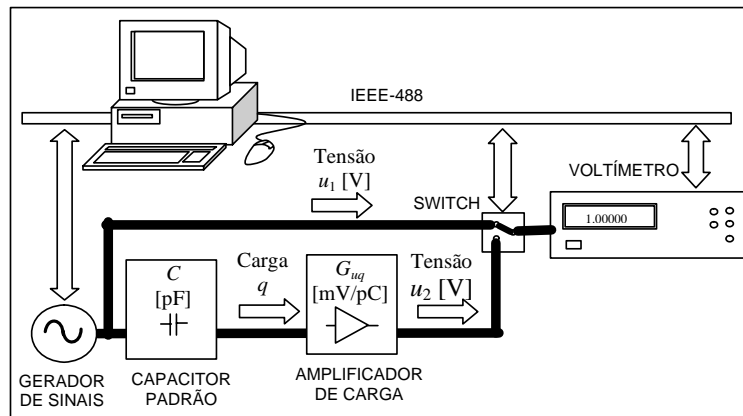 IEEE-488
Tensão
u1 [V]
SWITCH
VOLTÍMETRO
1.00000
C
[pF]
Carga
q
Guq
[mV/pC]
Tensão
u2 [V]
GERADOR
DE SINAIS
CAPACITOR
PADRÃO
AMPLIFICADOR
DE CARGA